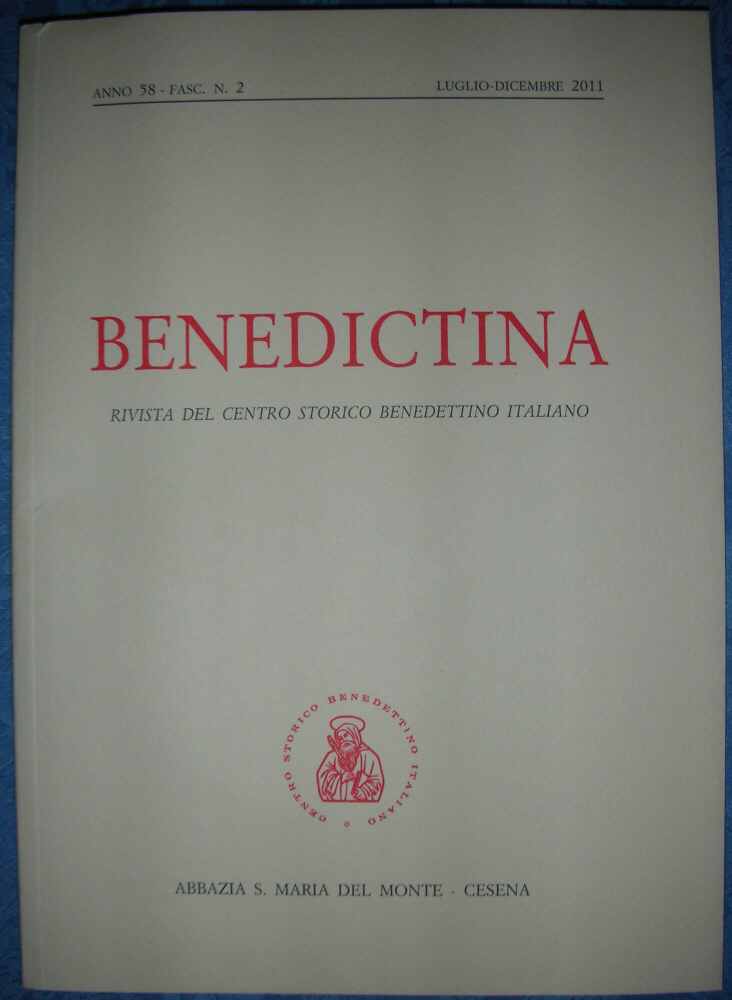 ANNO 58 - FASC. N. 2
LUGLIO-DICEMBRE 2011
BENEDICTINA
RIVISTA DEL CENTRO STORICO BENEDETTINO ITALIANO
CENTRO STORICO BENEDETTINO ITALIANO
ABBAZIA S. MARIA DEL MONTE - CESENA